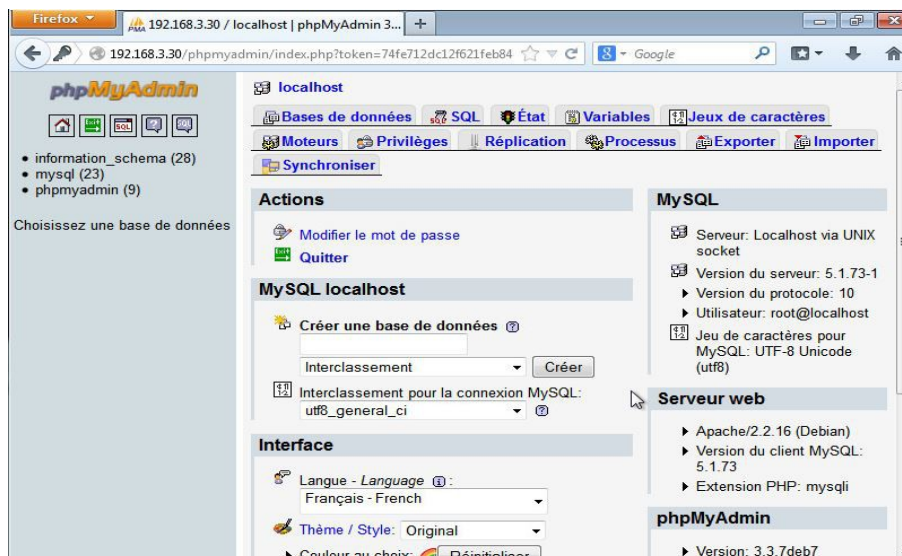 Firefox
192.168.3.30 / localhost | phpMyAdmin 3...
192.168.3.30/phpmyadmin/index.php?token=74fe712dc12f621feb84
Google
phpMyAdmin
SQL
information_schema (28)
mysql (23)
phpmyadmin (9)
Choisissez une base de données
localhost
Bases de données SQL État Variables Jeux de caractères
Moteurs Privilèges Réplication Processus Exporter Importer
Synchroniser
Actions
Modifier le mot de passe
Quitter
MySQL localhost
Créer une base de données
Interclassement Créer
Interclassement pour la connexion MySQL:
utf8_general_ci
Interface
Langue - Language :
Français - French
Thème / Style: Original
Couleur au choix: Réinitialiser
MySQL
Serveur: Localhost via UNIX
socket
Version du serveur: 5.1.73-1
Version du protocole: 10
Utilisateur: root@localhost
Jeu de caractères pour
MySQL: UTF-8 Unicode
(utf8)
Serveur web
Apache/2.2.16 (Debian)
Version du client MySQL:
5.1.73
Extension PHP: mysqli
phpMyAdmin
Version: 3.3.7deb7